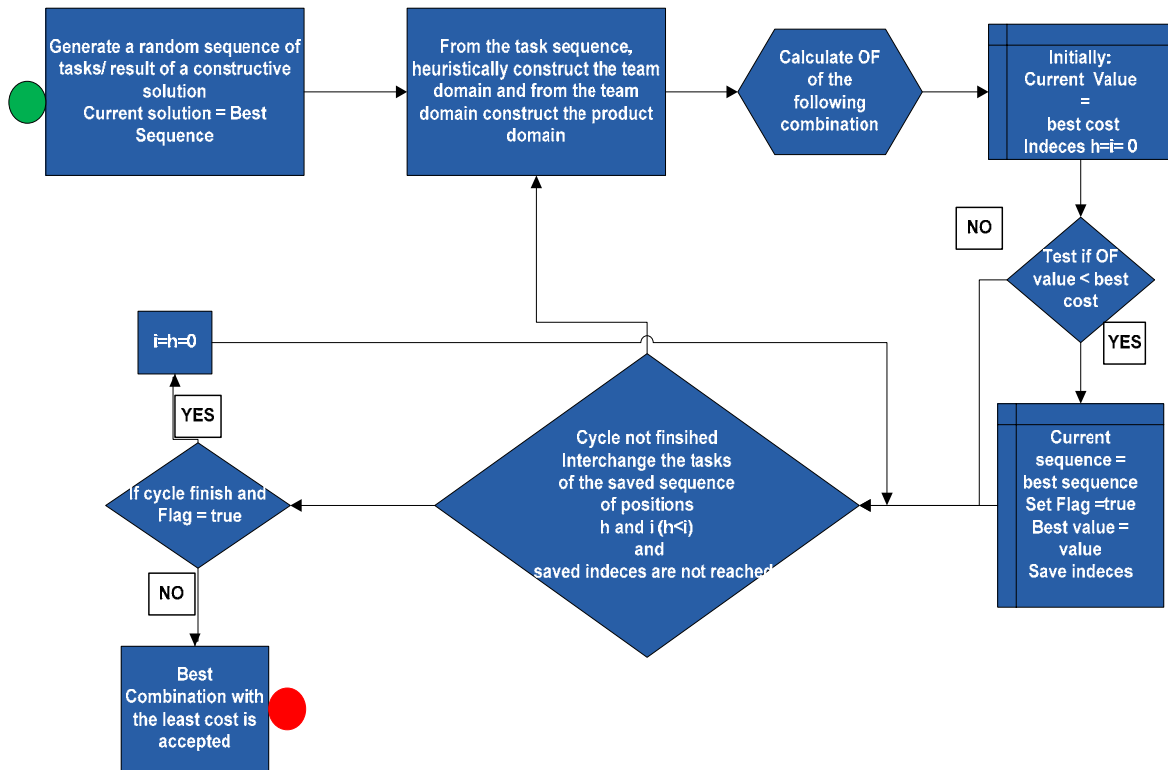 Generate a random sequence of
tasks/ result of a constructive
solution
Current solution = Best
Sequence
From the task sequence,
heuristically construct the team
domain and from the team
domain construct the product
domain
Calculate OF
of the
following
combination
Initially:
Current Value
=
best cost
Indeces h=i= 0
NO
Test if OF
value < best
cost
YES
i=h=0
YES
Cycle not finsihed
Interchange the tasks
of the saved sequence
of positions
h and i (h<i)
and
saved indeces are not reached
Current
sequence =
best sequence
Set Flag =true
Best value =
value
Save indeces
If cycle finish and
Flag = true
NO
Best
Combination with
the least cost is
accepted